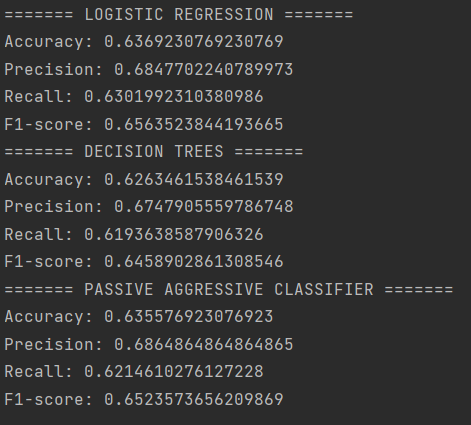 ======= LOGISTIC REGRESSION =======
Accuracy: 0.6369230769230769
Precision: 0.6847702240789973
Recall: 0.6301992310380986
F1-score: 0.6563523844193665
======= DECISION TREES =======
Accuracy: 0.6263461538461539
Precision: 0.6747905559786748
Recall: 0.6193638587906326
F1-score: 0.6458902861308546
======= PASSIVE AGGRESSIVE CLASSIFIER =======
Accuracy: 0.635576923076923
Precision: 0.6864864864864865
Recall: 0.6214610276127228
F1-score: 0.6523573656209869